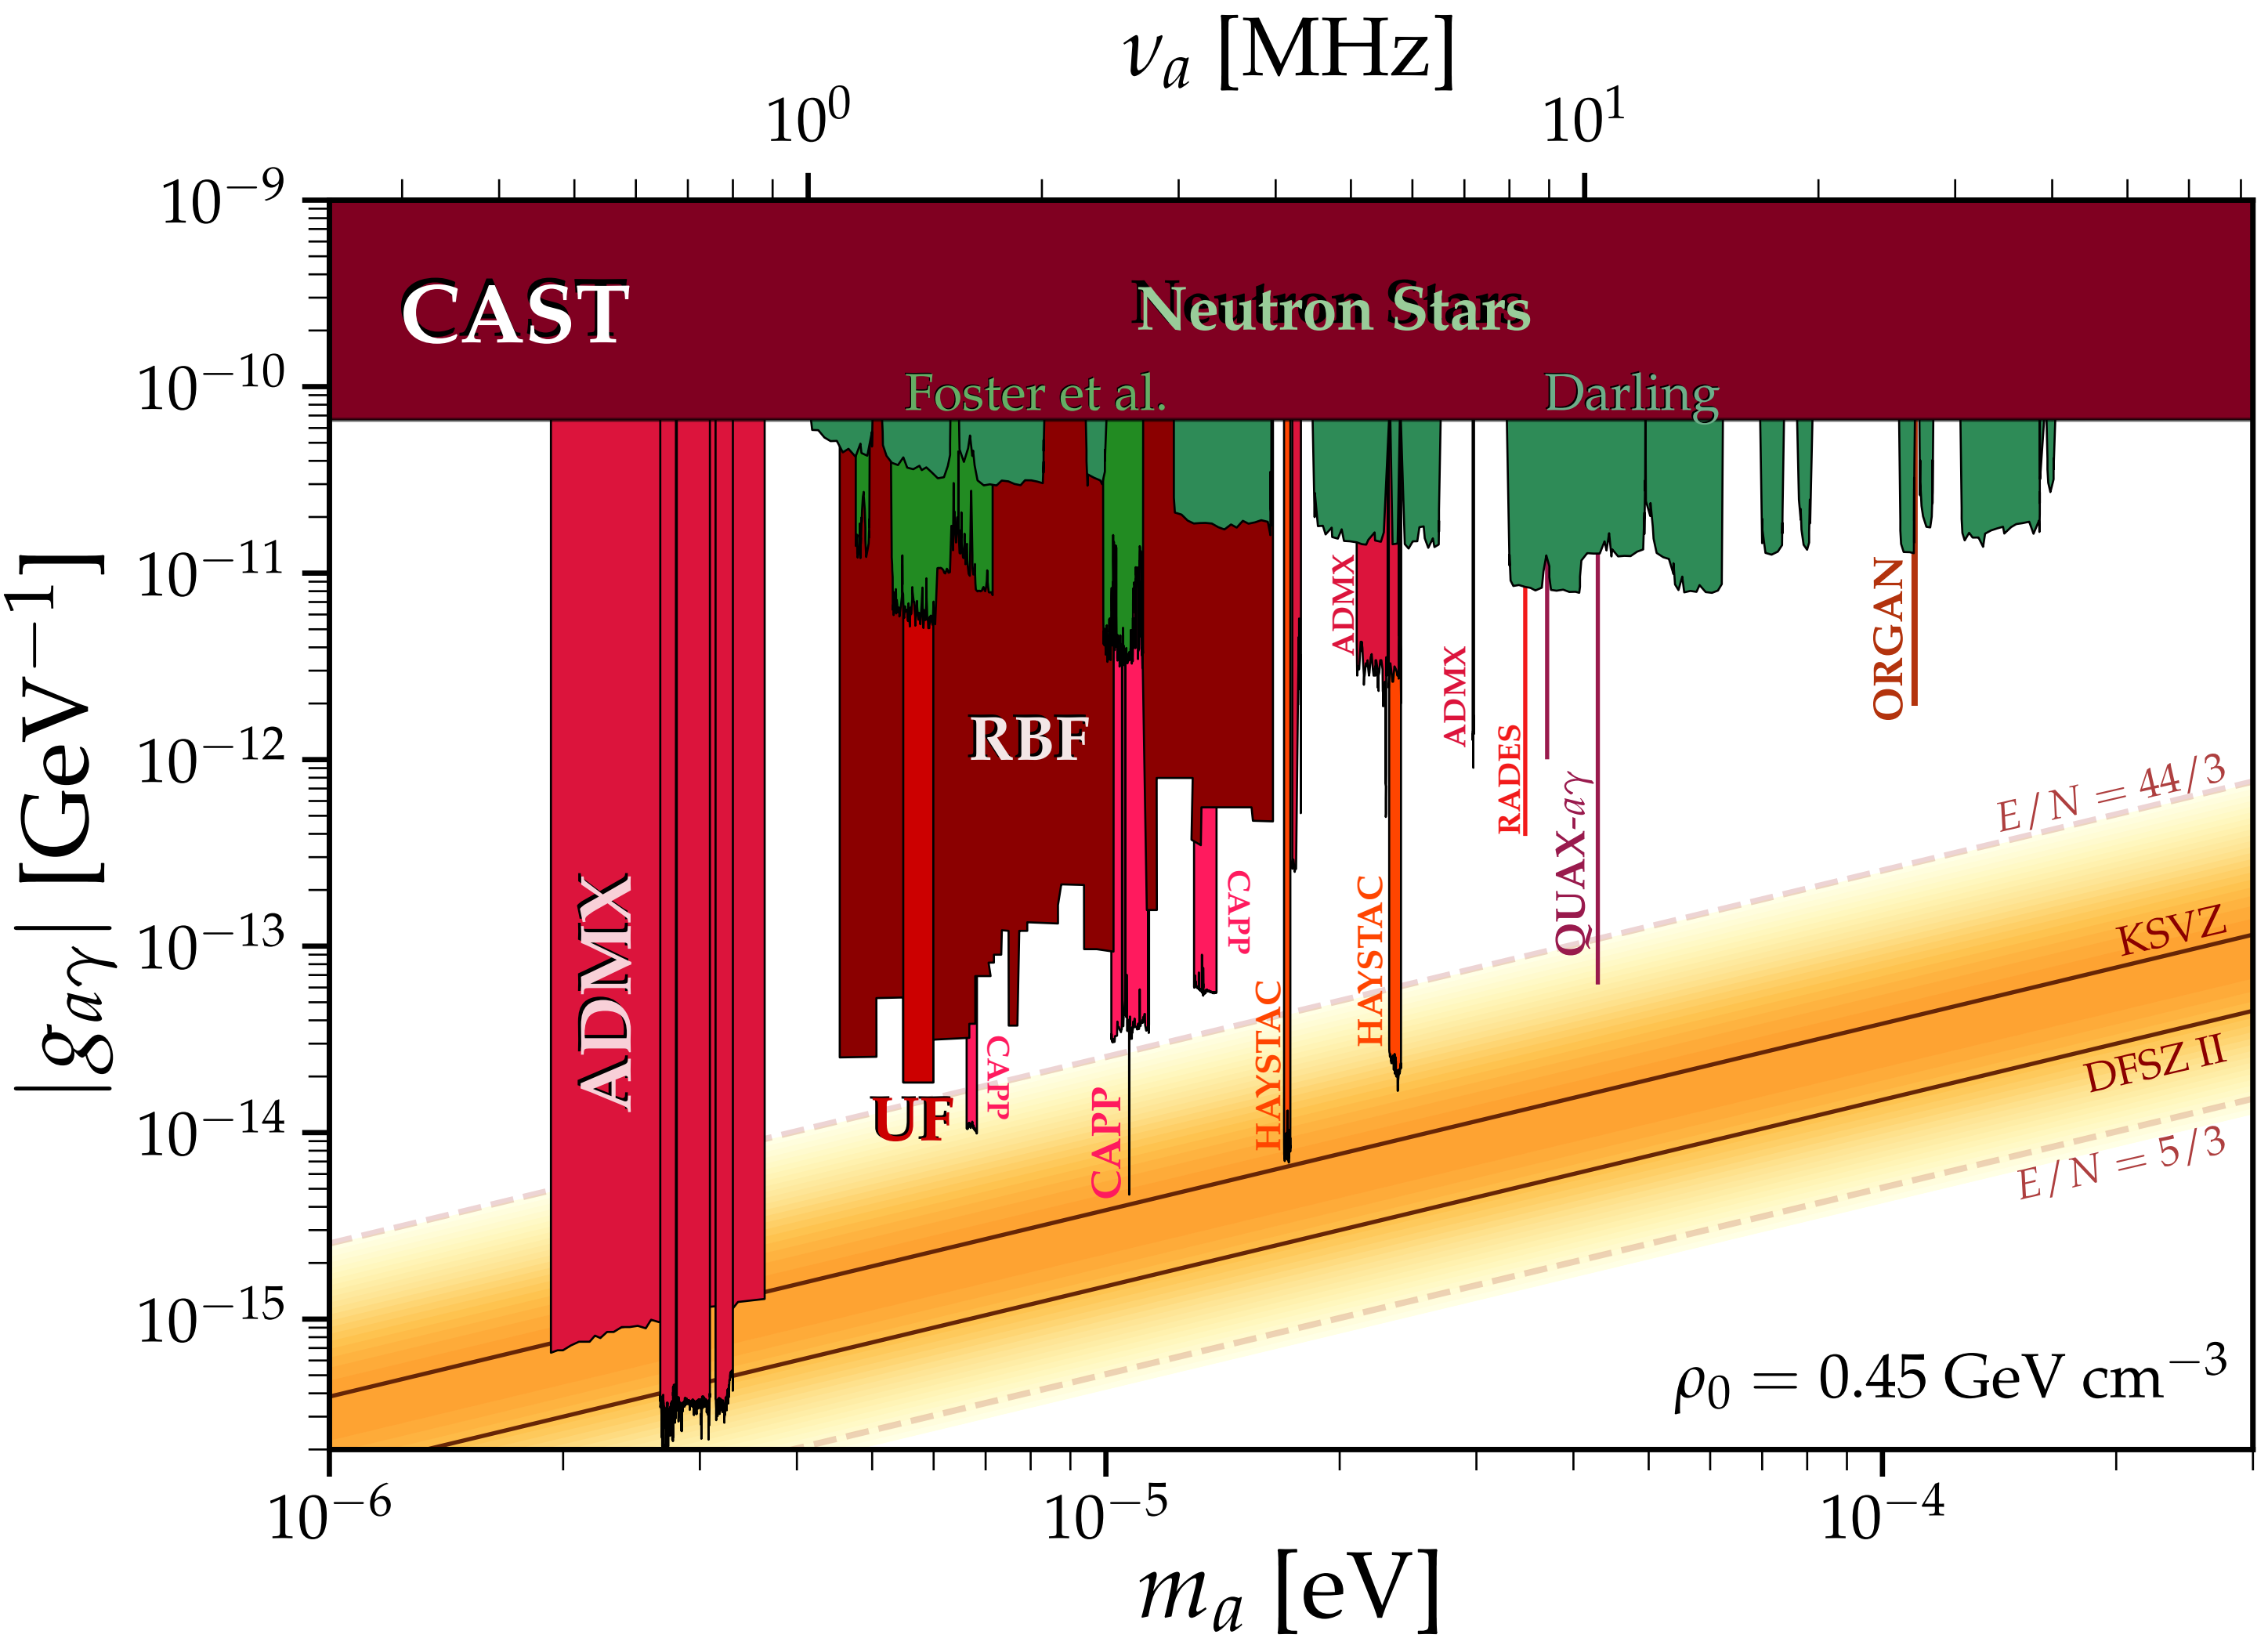 ν_a [MHz]
10^0
10^1
10^−9
10^−10
10^−11
10^−12
10^−13
10^−14
10^−15
|g_aγ| [GeV^−1]
CAST
Neutron Stars
Foster et al.
Darling
ADMX
RBF
UF
CAPP
CAPP
CAPP
HAYSTAC
HAYSTAC
ADMX
ADMX
RADES
QUAX-aγ
ORGAN
E/N = 44/3
KSVZ
DFSZ II
E/N = 5/3
ρ_0 = 0.45 GeV cm^−3
10^−6
10^−5
10^−4
m_a [eV]